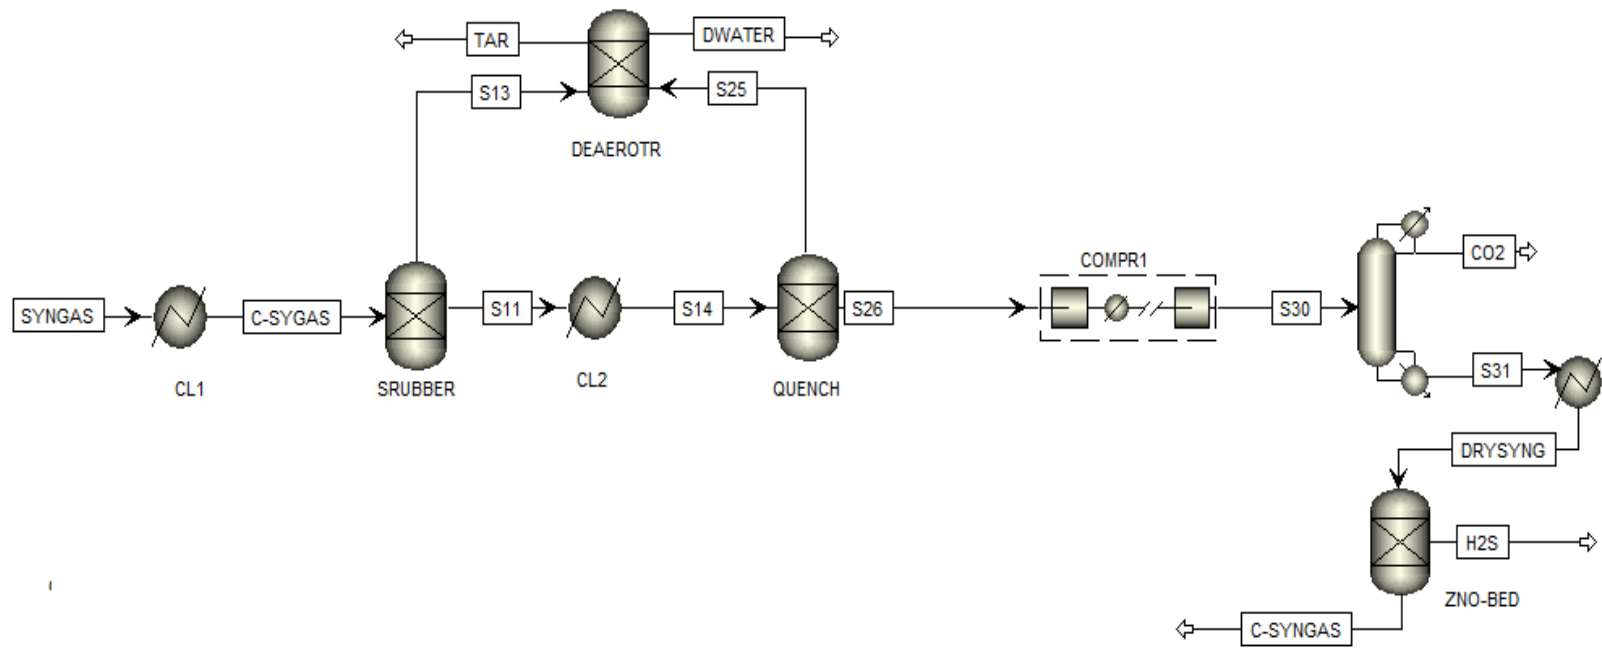 TAR
DWATER
S13
S25
DEAEROTR
SYNGAS
CL1
C-SYGAS
SRUBBER
S11
CL2
S14
QUENCH
S26
COMPR1
S30
CO2
S31
DRYSYNG
H2S
ZNO-BED
C-SYNGAS